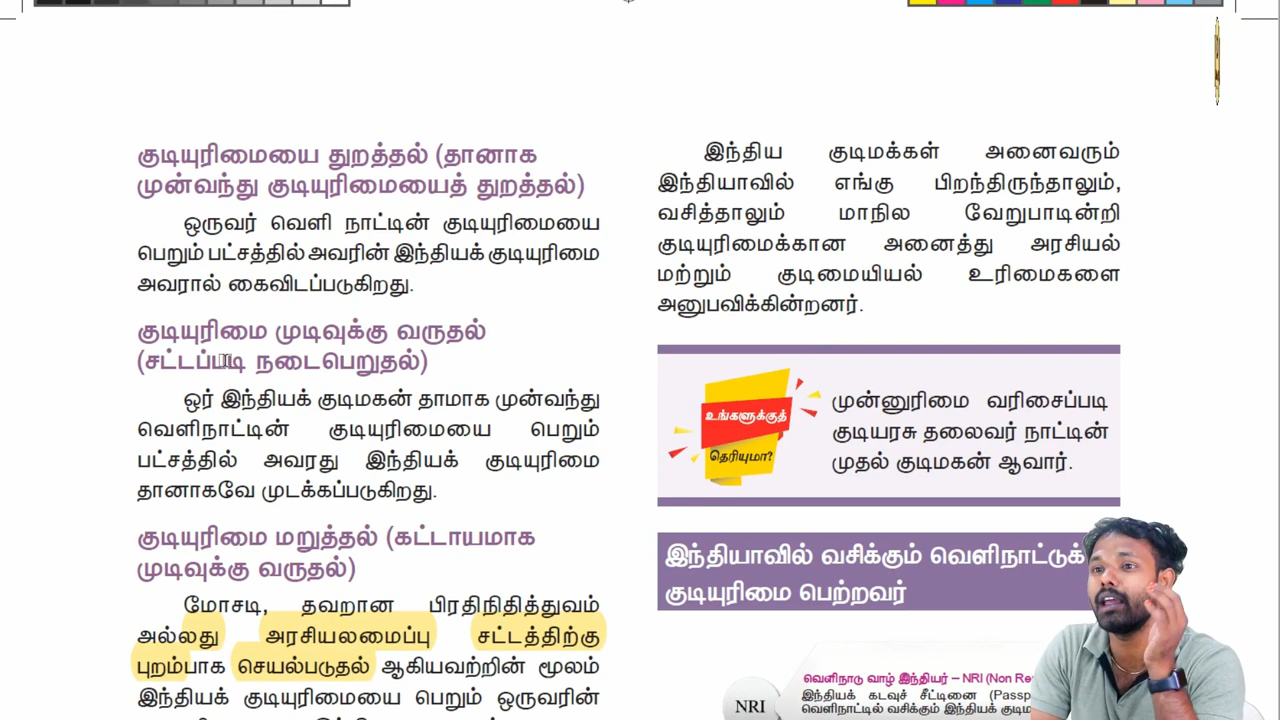 குடியுரிமையை துறத்தல் (தானாக
முன்வந்து குடியுரிமையைத் துறத்தல்)
ஒருவர் வெளி நாட்டின் குடியுரிமையை
பெறும் பட்சத்தில் அவரின் இந்தியக் குடியுரிமை
அவரால் கைவிடப்படுகிறது.
குடியுரிமை முடிவுக்கு வருதல்
(சட்டப்படி நடைபெறுதல்)
ஒர் இந்தியக் குடிமகன் தாமாக முன்வந்து
வெளிநாட்டின் குடியுரிமையை பெறும்
பட்சத்தில் அவரது இந்தியக் குடியுரிமை
தானாகவே முடக்கப்படுகிறது.
குடியுரிமை மறுத்தல் (கட்டாயமாக
முடிவுக்கு வருதல்)
மோசடி, தவறான பிரதிநிதித்துவம்
அல்லது அரசியலமைப்பு சட்டத்திற்கு
புறம்பாக செயல்படுதல் ஆகியவற்றின் மூலம்
இந்தியக் குடியுரிமையை பெறும் ஒருவரின்
இந்திய குடிமக்கள் அனைவரும்
இந்தியாவில் எங்கு பிறந்திருந்தாலும்,
வசித்தாலும் மாநில வேறுபாடின்றி
குடியுரிமைக்கான அனைத்து அரசியல்
மற்றும் குடிமையியல் உரிமைகளை
அனுபவிக்கின்றனர்.
உங்களுக்குத்
தெரியுமா?
முன்னுரிமை வரிசைப்படி
குடியரசு தலைவர் நாட்டின்
முதல் குடிமகன் ஆவார்.
இந்தியாவில் வசிக்கும் வெளிநாட்டுக்
குடியுரிமை பெற்றவர்
வெளிநாடு வாழ் இந்தியர் – NRI (Non Re
இந்தியக் கடவுச் சீட்டினை (Passp
வெளிநாட்டில் வசிக்கும் இந்தியக் குடிம
NRI